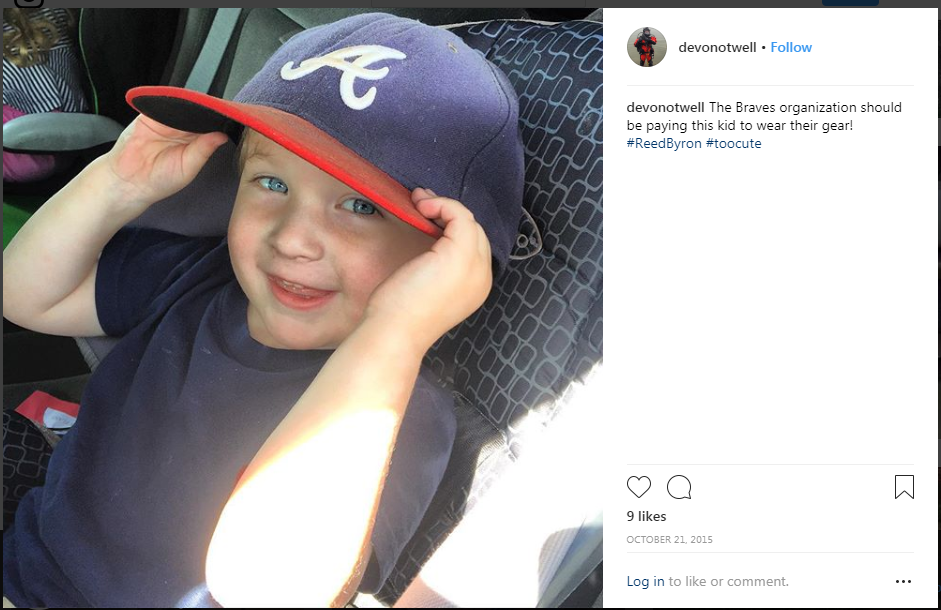 A
devonotwell • Follow
devonotwell The Braves organization should
be paying this kid to wear their gear!
#ReedByron #toocute
9 likes
OCTOBER 21, 2015
Log in to like or comment.